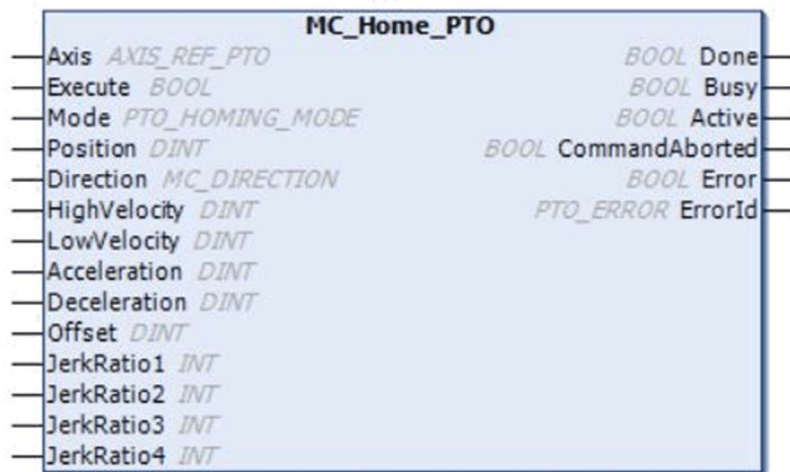 MC_Home_PTO
Axis AXIS_REF_PTO BOOL Done
Execute BOOL BOOL Busy
Mode PTO_HOMING_MODE BOOL Active
Position DINT BOOL CommandAborted
Direction MC_DIRECTION BOOL Error
HighVelocity DINT PTO_ERROR ErrorId
LowVelocity DINT
Acceleration DINT
Deceleration DINT
Offset DINT
JerkRatio1 INT
JerkRatio2 INT
JerkRatio3 INT
JerkRatio4 INT